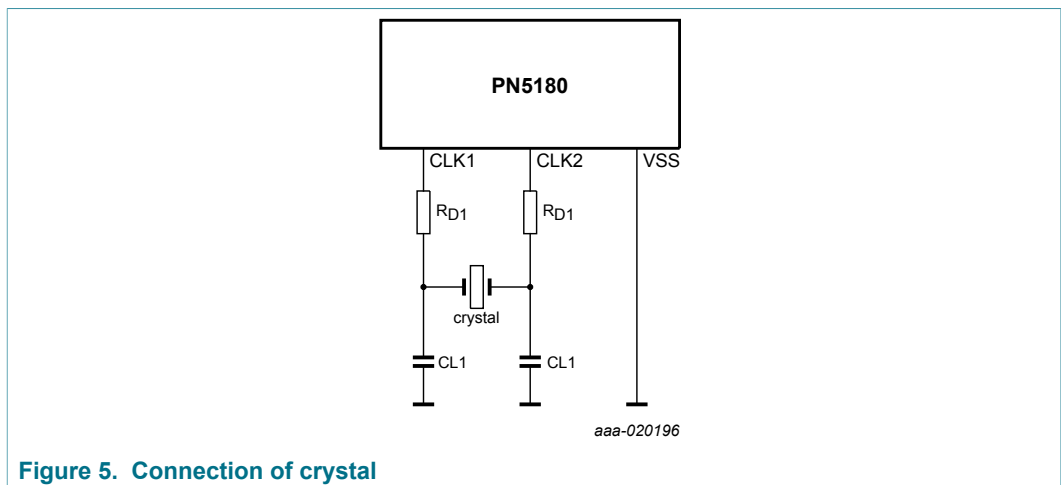 PN5180
CLK1 CLK2 VSS
RD1 RD1
crystal
CL1 CL1
aaa-020196
Figure 5. Connection of crystal